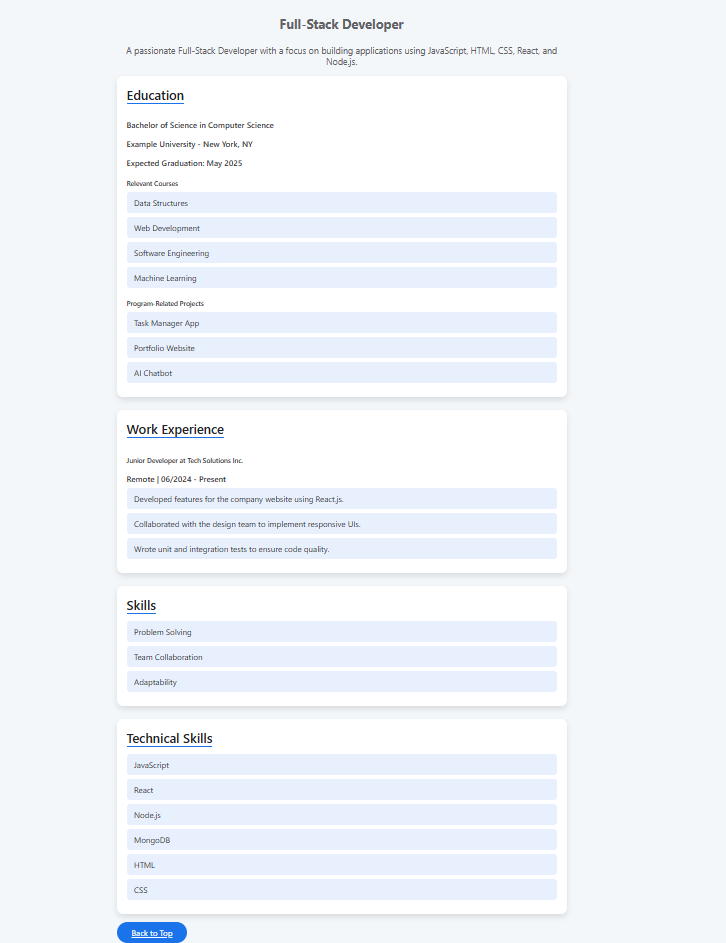 Full-Stack Developer
A passionate Full-Stack Developer with a focus on building applications using JavaScript, HTML, CSS, React, and
Node.js.
Education
Bachelor of Science in Computer Science
Example University - New York, NY
Expected Graduation: May 2025
Relevant Courses
Data Structures
Web Development
Software Engineering
Machine Learning
Program-Related Projects
Task Manager App
Portfolio Website
AI Chatbot
Work Experience
Junior Developer at Tech Solutions Inc.
Remote | 06/2024 - Present
Developed features for the company website using React.js.
Collaborated with the design team to implement responsive UIs.
Wrote unit and integration tests to ensure code quality.
Skills
Problem Solving
Team Collaboration
Adaptability
Technical Skills
JavaScript
React
Node.js
MongoDB
HTML
CSS
Back to Top